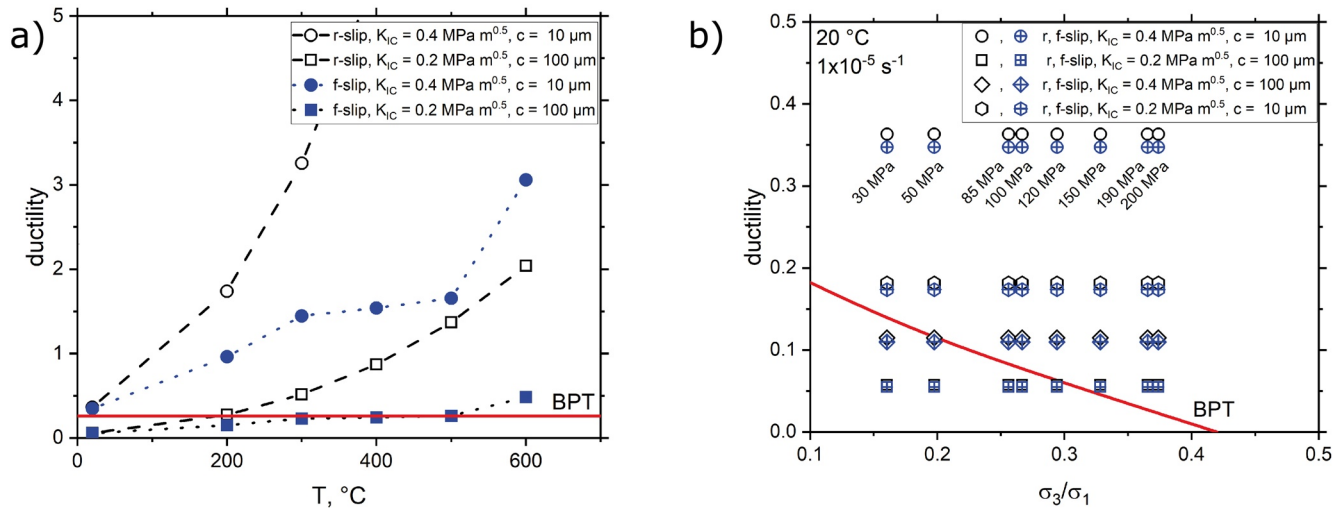 a)
5
4
3
2
1
0
ductility
0
200
400
600
T, °C
r-slip, K_IC = 0.4 MPa m^0.5, c = 10 µm
r-slip, K_IC = 0.2 MPa m^0.5, c = 100 µm
f-slip, K_IC = 0.4 MPa m^0.5, c = 10 µm
f-slip, K_IC = 0.2 MPa m^0.5, c = 100 µm
BPT
b)
0.5
0.4
0.3
0.2
0.1
0.0
ductility
0.1
0.2
0.3
0.4
0.5
σ₃/σ₁
20 °C
1x10⁻⁵ s⁻¹
, r, f-slip, K_IC = 0.4 MPa m^0.5, c = 10 µm
, r, f-slip, K_IC = 0.2 MPa m^0.5, c = 100 µm
, r, f-slip, K_IC = 0.4 MPa m^0.5, c = 100 µm
, r, f-slip, K_IC = 0.2 MPa m^0.5, c = 10 µm
30 MPa
50 MPa
85 MPa
100 MPa
120 MPa
150 MPa
190 MPa
200 MPa
BPT